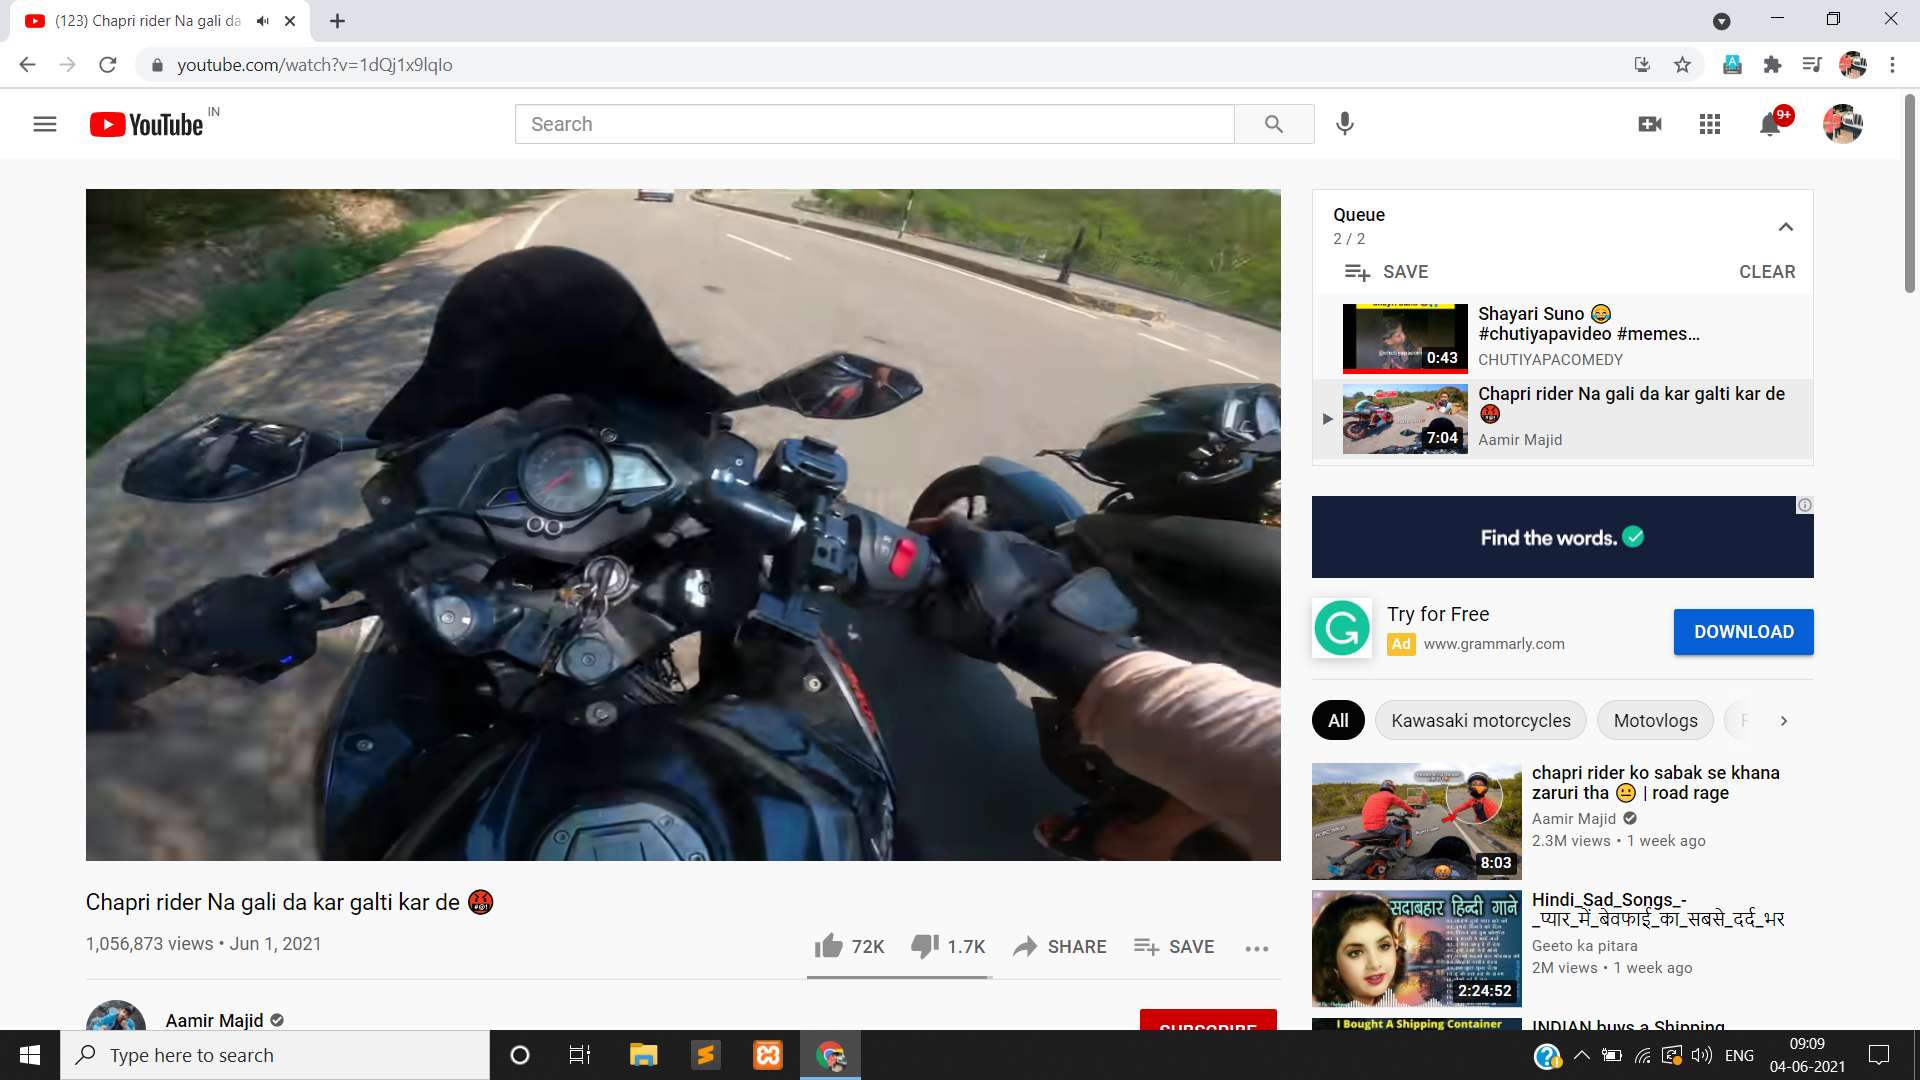 (123) Chapri rider Na gali da
youtube.com/watch?v=1dQj1x9lqIo
YouTube IN
Search
9+
Queue
2 / 2
SAVE
CLEAR
0:43
Shayari Suno 😂
#chutiyapavideo #memes...
CHUTIYAPACOMEDY
7:04
Chapri rider Na gali da kar galti kar de
🤬
Aamir Majid
Find the words.
Try for Free
Ad www.grammarly.com
DOWNLOAD
All
Kawasaki motorcycles
Motovlogs
8:03
chapri rider ko sabak se khana
zaruri tha 😐 | road rage
Aamir Majid
2.3M views • 1 week ago
सदाबहार हिन्दी गाने
2:24:52
Hindi_Sad_Songs_-
_प्यार_में_बेवफाई_का_सबसे_दर्द_भर
Geeto ka pitara
2M views • 1 week ago
I Bought A Shipping Container
INDIAN buys a Shipping
Chapri rider Na gali da kar galti kar de 🤬
1,056,873 views • Jun 1, 2021
72K
1.7K
SHARE
SAVE
Aamir Majid
SUBSCRIBE
Type here to search
ENG
09:09
04-06-2021